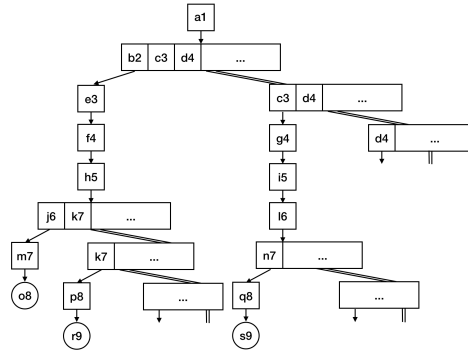 a1
b2 c3 d4 ...
e3
c3 d4 ...
f4
g4
d4 ...
h5
i5
j6 k7 ...
l6
m7
k7 ...
n7 ...
o8
p8
...
q8
...
r9
s9